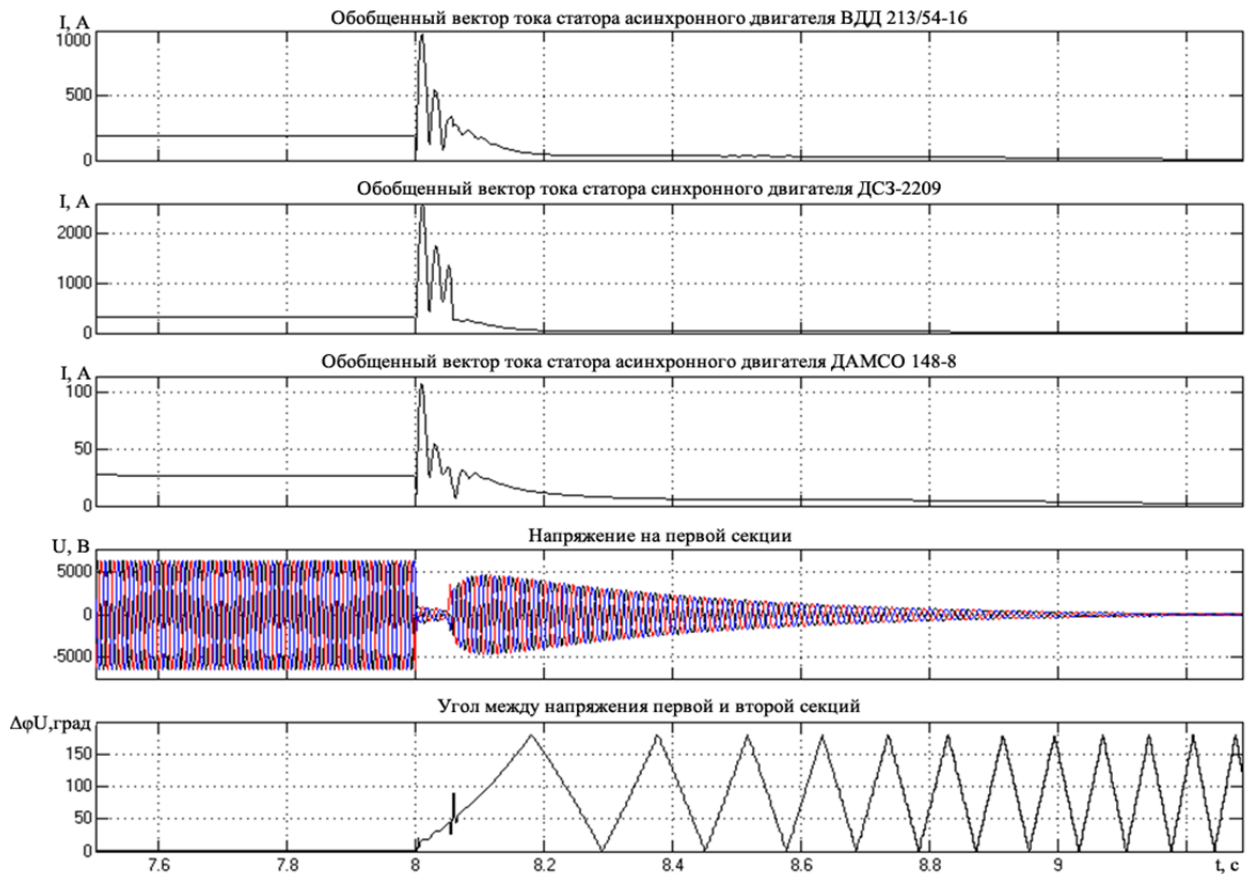 Обобщенный вектор тока статора асинхронного двигателя ВДД 213/54-16
I, А
1000
500
0
Обобщенный вектор тока статора синхронного двигателя ДСЗ-2209
I, А
2000
1000
0
Обобщенный вектор тока статора асинхронного двигателя ДАМСО 148-8
I, А
100
50
0
Напряжение на первой секции
U, В
5000
0
-5000
Угол между напряжения первой и второй секций
ΔφU,град
150
100
50
0
7.6 7.8 8 8.2 8.4 8.6 8.8 9 t, с